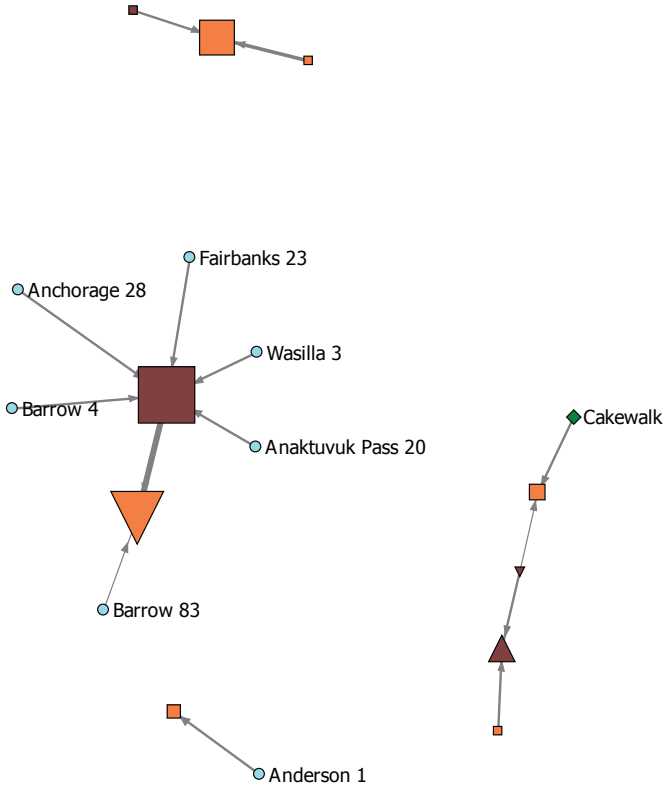 Fairbanks 23
Anchorage 28
Wasilla 3
Barrow 4
Cakewalk
Anaktuvuk Pass 20
Barrow 83
Anderson 1